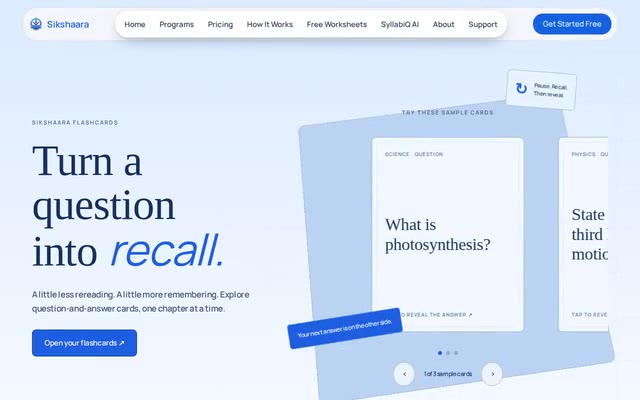 Sikshaara
Home Programs Pricing How It Works Free Worksheets SyllabiQ AI About Support
Get Started Free
SIKSHAARA FLASHCARDS
Turn a
question
into recall.
A little less rereading. A little more remembering. Explore
question-and-answer cards, one chapter at a time.
Open your flashcards ↗
Pause. Recall.
Then reveal.
TRY THESE SAMPLE CARDS
SCIENCE · QUESTION
What is
photosynthesis?
REVEAL THE ANSWER ↗
PHYSICS · QU
State
third
motio
TAP TO REVE
Your next answer is on the other side.
1 of 3 sample cards